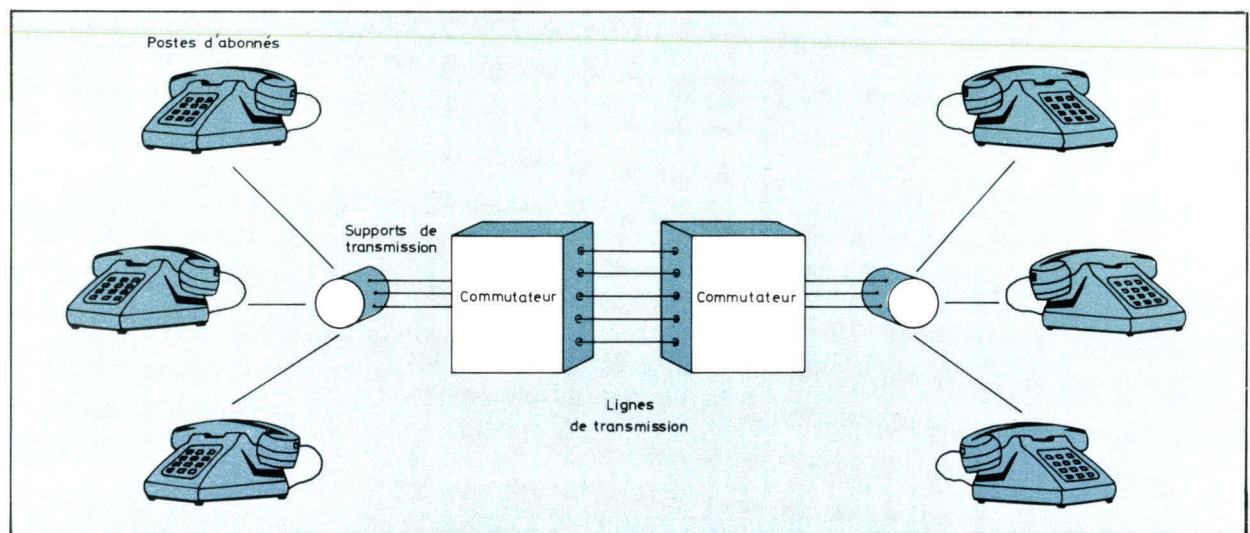 Postes d'abonnés
Supports de
transmission
Commutateur
Commutateur
Lignes
de transmission